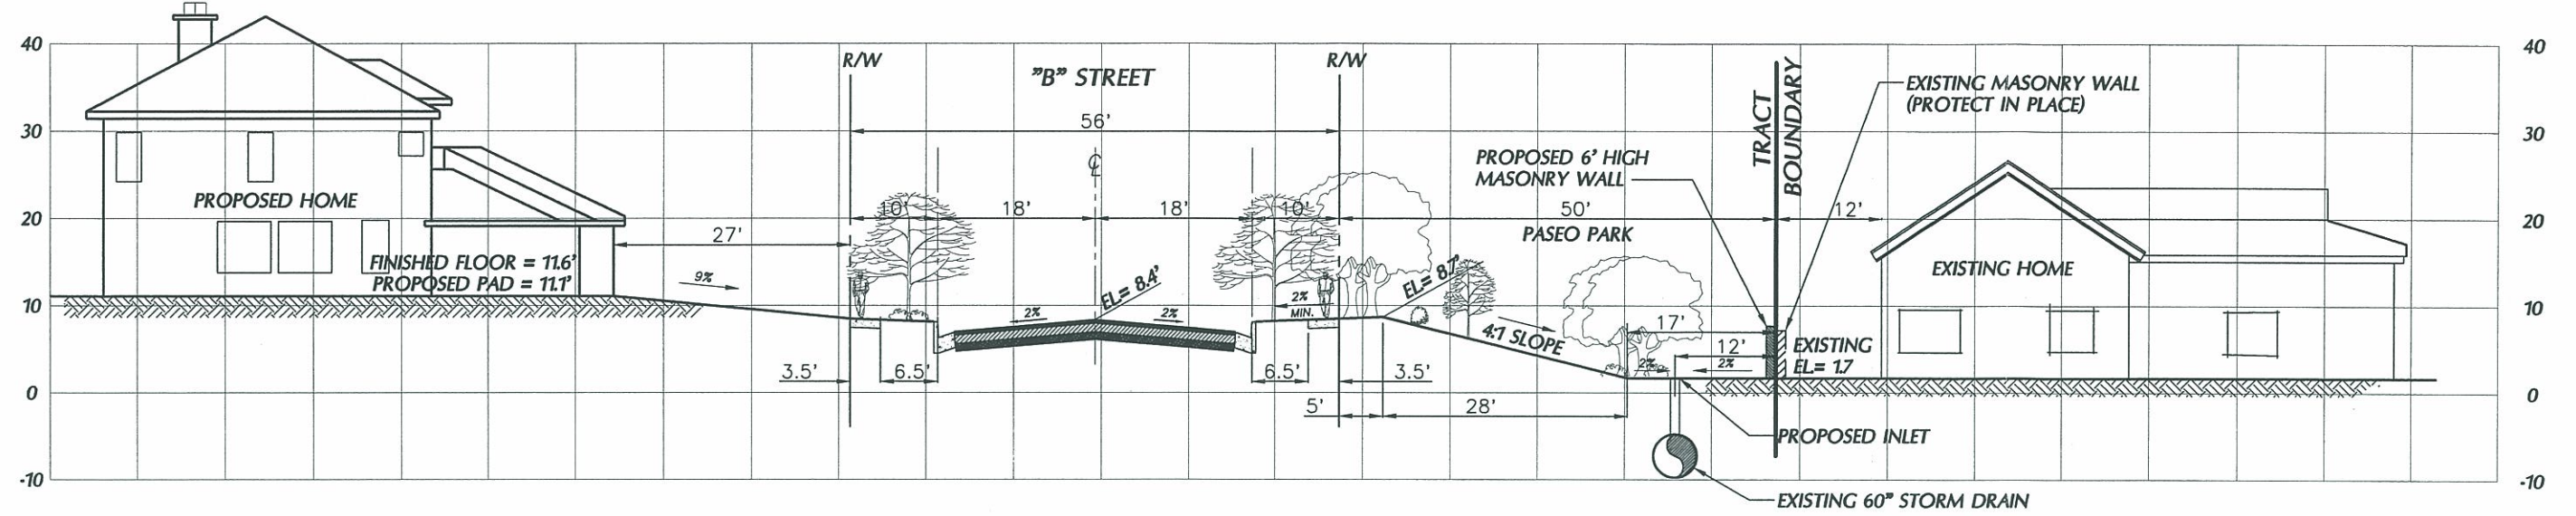 40
30
20
10
0
-10
PROPOSED HOME
FINISHED FLOOR = 11.6'
PROPOSED PAD = 11.1'
27'
9%
R/W
"B" STREET
R/W
56'
℄
10'
18'
18'
10'
50'
12'
PASEO PARK
EL= 8.4'
2%
2%
2%
MIN.
EL= 8.7'
4:1 SLOPE
3.5'
6.5'
6.5'
3.5'
5'
28'
17'
12'
2%
2%
PROPOSED 6' HIGH
MASONRY WALL
TRACT
BOUNDARY
EXISTING MASONRY WALL
(PROTECT IN PLACE)
EXISTING HOME
EXISTING
EL= 1.7
PROPOSED INLET
EXISTING 60" STORM DRAIN
40
30
20
10
0
-10